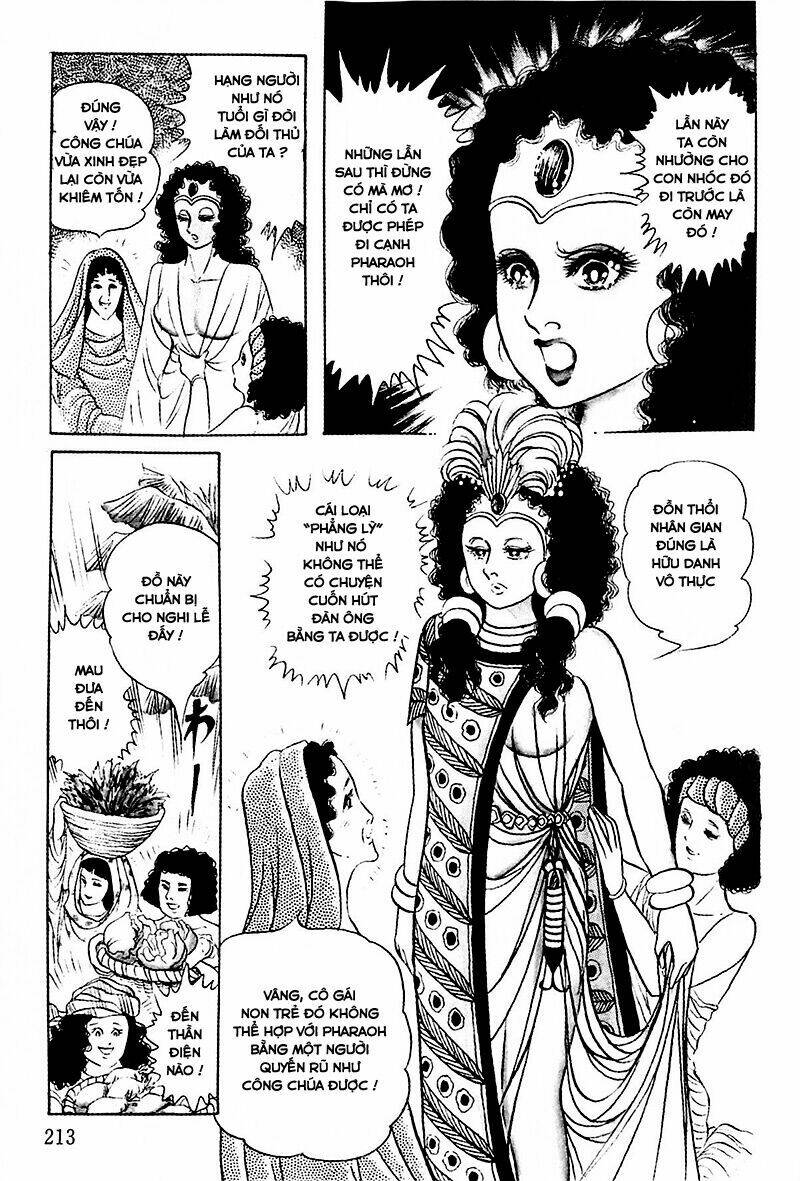 LẦN NÀY
TA CÒN
NHƯỜNG CHO
CON NHÓC ĐÓ
ĐI TRƯỚC LÀ
CÒN MAY
ĐÓ !
NHỮNG LẦN
SAU THÌ ĐỪNG
CÓ MÀ MƠ !
CHỈ CÓ TA
ĐƯỢC PHÉP
ĐI CẠNH
PHARAOH
THÔI !
HẠNG NGƯỜI
NHƯ NÓ
TUỔI GÌ ĐÒI
LÀM ĐỐI THỦ
CỦA TA ?
ĐÚNG
VẬY !
CÔNG CHÚA
VỪA XINH ĐẸP
LẠI CÒN VỪA
KHIÊM TỐN !
ĐỒN THỔI
NHÂN GIAN
ĐÚNG LÀ
HỮU DANH
VÔ THỰC
CÁI LOẠI
“PHẲNG LỲ”
NHƯ NÓ
KHÔNG THỂ
CÓ CHUYỆN
CUỐN HÚT
ĐÀN ÔNG
BẰNG TA ĐƯỢC !
VÂNG, CÔ GÁI
NON TRẺ ĐÓ KHÔNG
THỂ HỢP VỚI PHARAOH
BẰNG MỘT NGƯỜI
QUYẾN RŨ NHƯ
CÔNG CHÚA ĐƯỢC !
ĐỒ NÀY
CHUẨN BỊ
CHO NGHI LỄ
ĐẤY !
わー
MAU
ĐƯA
ĐẾN
THÔI !
ĐẾN
THẦN
ĐIỆN
NÀO !
213